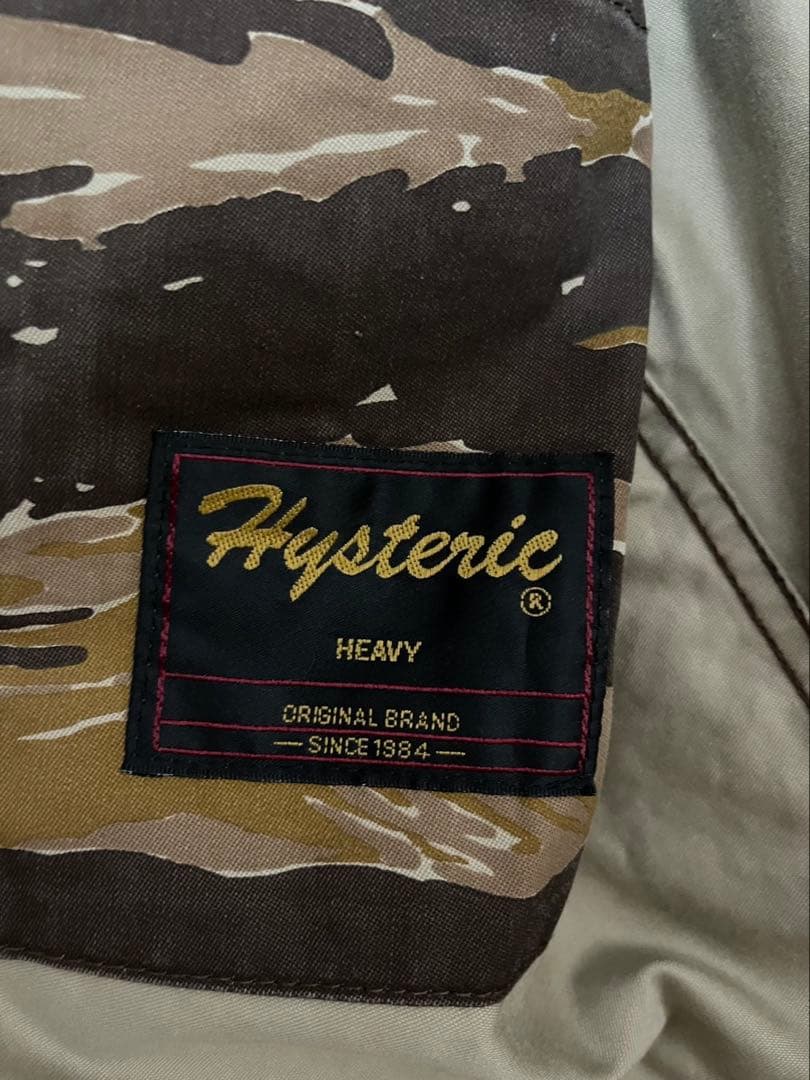 Hysteric
®
HEAVY
ORIGINAL BRAND
— SINCE 1984 —